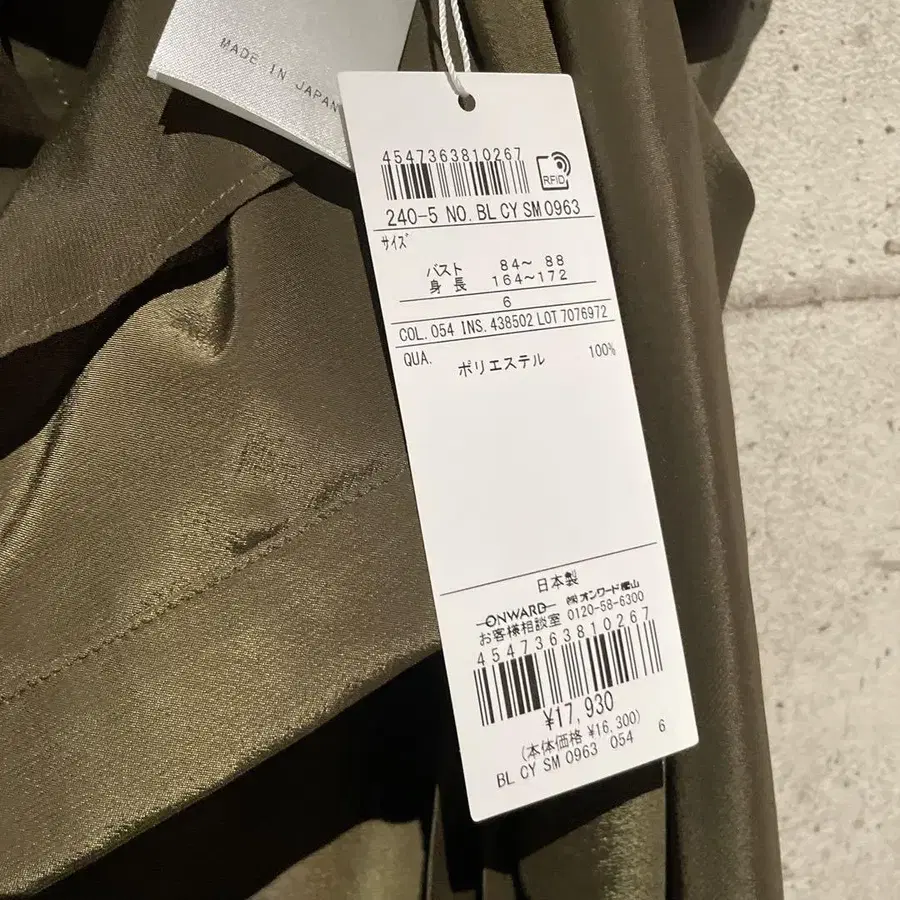 MADE IN JAPAN
4547363810267
RFID
240-5 NO. BL CY SM 0963
サイズ
バスト 84～ 88
身長 164～172
6
COL. 054 INS. 438502 LOT 7076972
QUA. ポリエステル 100%
日本製
ONWARD ㈱オンワード樫山
お客様相談室 0120-58-6300
4547363810267
¥17,930
(本体価格 ¥16,300)
BL CY SM 0963 054 6